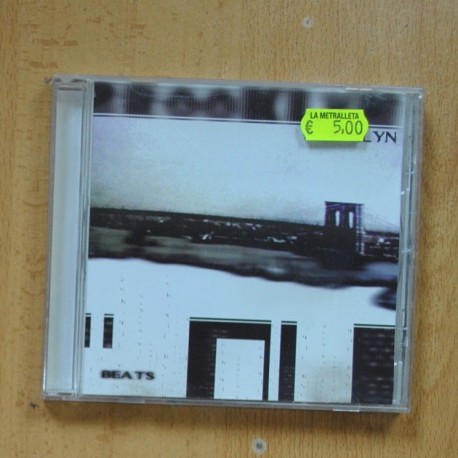 LA METRALLETA
€ 5,00
LYN
BEATS